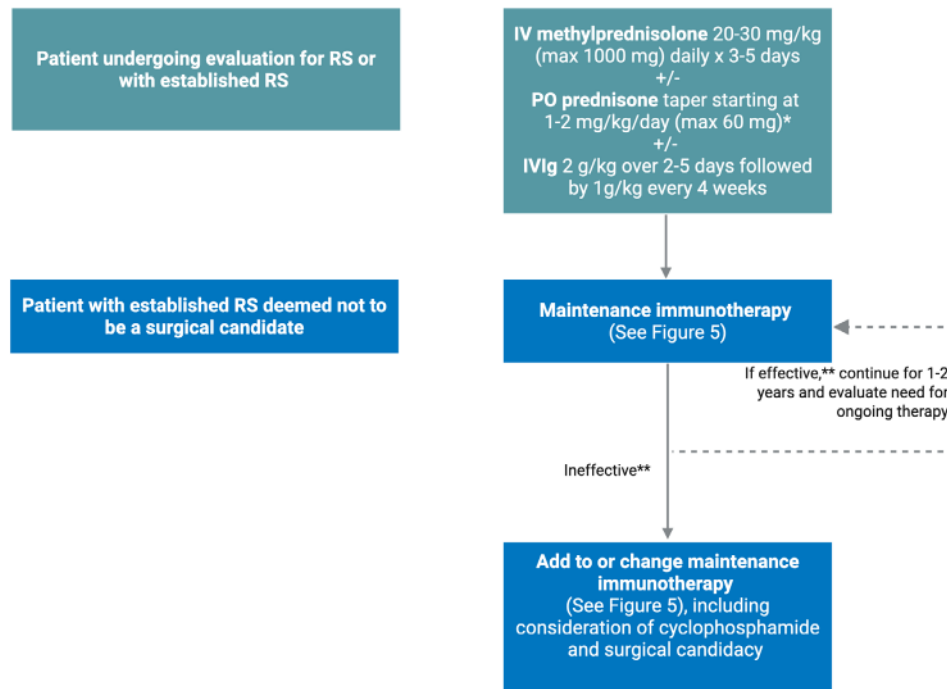 Patient undergoing evaluation for RS or
with established RS
IV methylprednisolone 20-30 mg/kg
(max 1000 mg) daily x 3-5 days
+/-
PO prednisone taper starting at
1-2 mg/kg/day (max 60 mg)*
+/-
IVIg 2 g/kg over 2-5 days followed
by 1g/kg every 4 weeks
Patient with established RS deemed not to
be a surgical candidate
Maintenance immunotherapy
(See Figure 5)
If effective,** continue for 1-2
years and evaluate need for
ongoing therapy
Ineffective**
Add to or change maintenance
immunotherapy
(See Figure 5), including
consideration of cyclophosphamide
and surgical candidacy